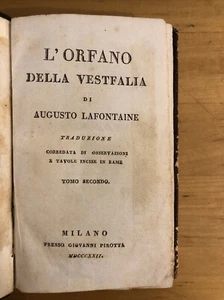 L'ORFANO
DELLA VESTFALIA
DI
AUGUSTO LAFONTAINE
TRADUZIONE
CORREDATA DI OSSERVAZIONI
E TAVOLE INCISE IN RAME
TOMO SECONDO.
MILANO
PRESSO GIOVANNI PIROTTA
MDCCCXXII.